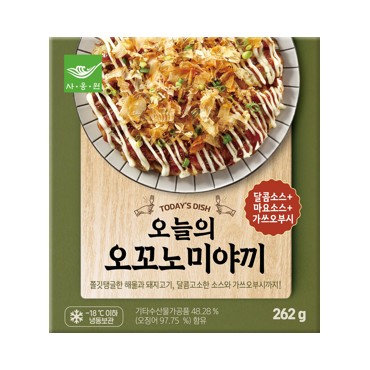 사·옹·원
달콤소스+
마요소스+
가쓰오부시
TODAY'S DISH
오늘의
오꼬노미야끼
쫄깃탱글한 해물과 돼지고기, 달콤고소한 소스와 가쓰오부시까지!
-18℃ 이하
냉동보관
기타수산물가공품 48.28 %
(오징어 97.75 %) 함유
262 g